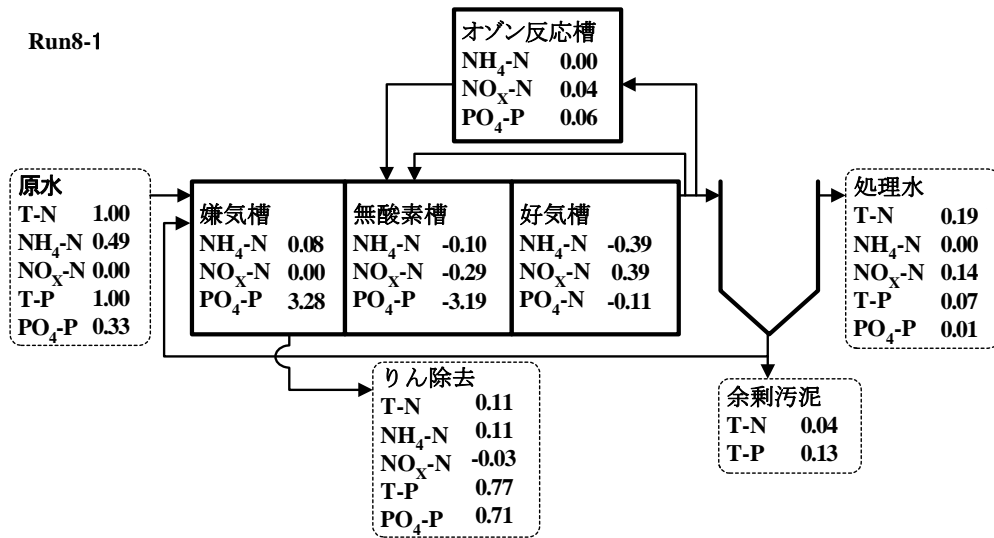 Run8-1
オゾン反応槽
NH4-N 0.00
NOX-N 0.04
PO4-P 0.06
原水
T-N 1.00
NH4-N 0.49
NOX-N 0.00
T-P 1.00
PO4-P 0.33
嫌気槽
NH4-N 0.08
NOX-N 0.00
PO4-P 3.28
無酸素槽
NH4-N -0.10
NOX-N -0.29
PO4-P -3.19
好気槽
NH4-N -0.39
NOX-N 0.39
PO4-N -0.11
処理水
T-N 0.19
NH4-N 0.00
NOX-N 0.14
T-P 0.07
PO4-P 0.01
りん除去
T-N 0.11
NH4-N 0.11
NOX-N -0.03
T-P 0.77
PO4-P 0.71
余剰汚泥
T-N 0.04
T-P 0.13